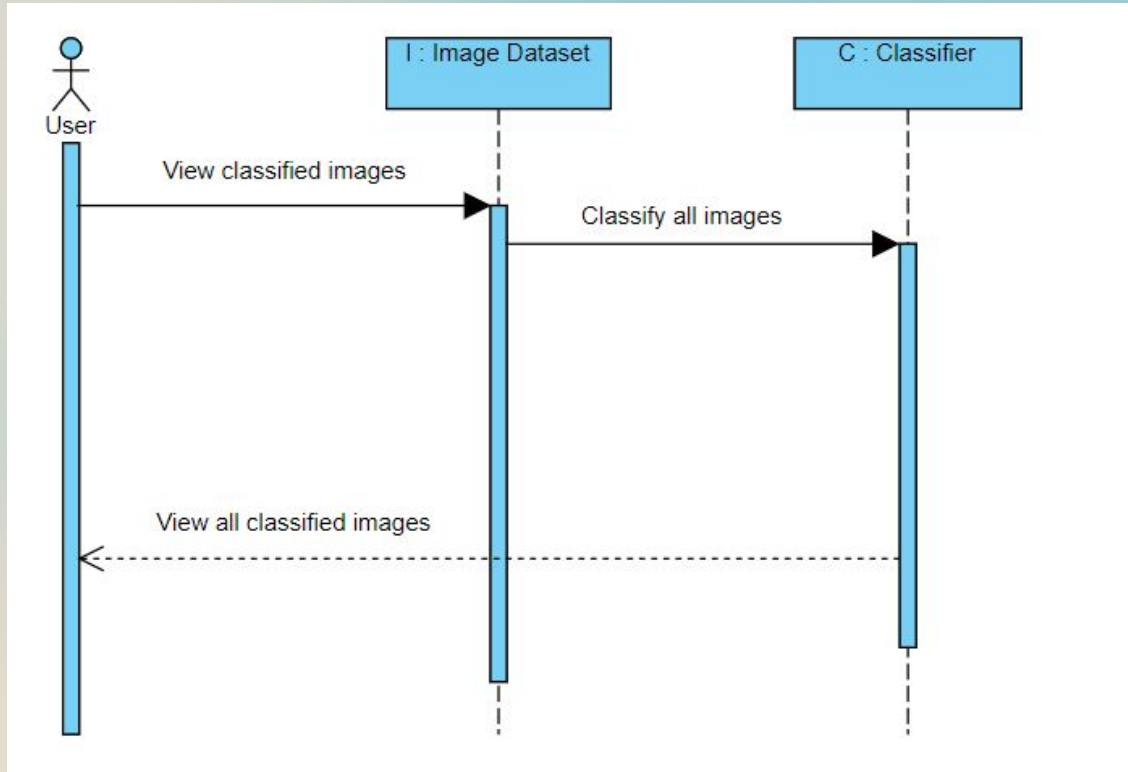 I : Image Dataset
C : Classifier
User
View classified images
Classify all images
View all classified images